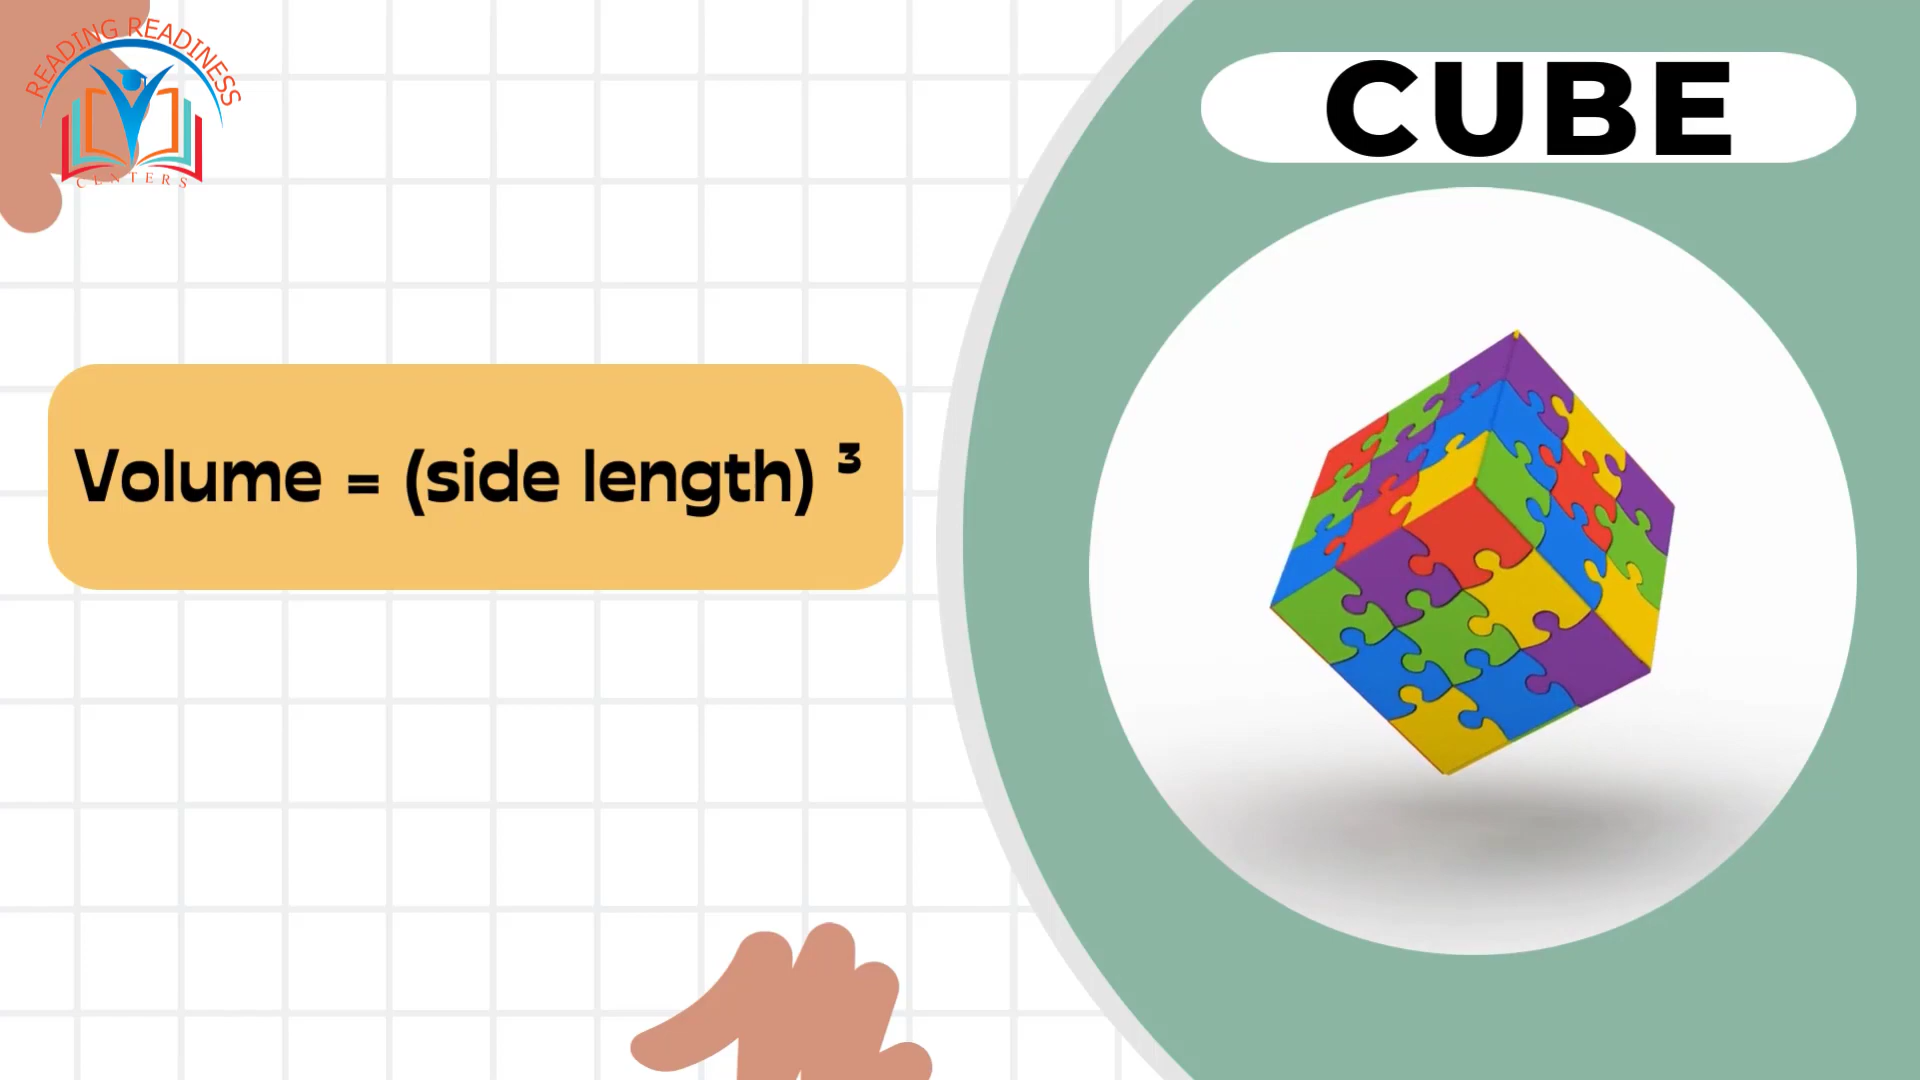 READING READINESS
CENTERS
CUBE
Volume = (side length) ³